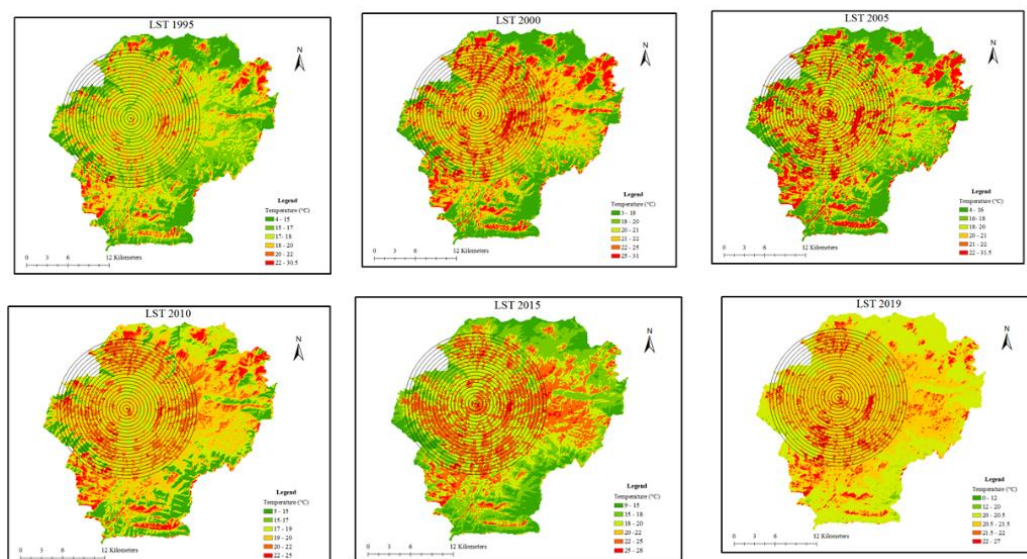 LST 1995
N
Legend
Temperature (°C)
4 - 15
15 - 17
17 - 18
18 - 20
20 - 22
22 - 30.5
0 3 6 12 Kilometers
LST 2000
N
Legend
Temperature (°C)
3 - 18
18 - 20
20 - 21
21 - 22
22 - 25
25 - 31
0 3 6 12 Kilometers
LST 2005
N
Legend
Temperature (°C)
4 - 16
16 - 18
18 - 20
20 - 21
21 - 22
22 - 31.5
0 3 6 12 Kilometers
LST 2010
N
Legend
Temperature (°C)
15-17
17 - 19
19 - 20
20 - 22
22 - 25
0 3 6 12 Kilometers
LST 2015
N
Legend
Temperature (°C)
9 - 15
15 - 18
18 - 20
20 - 22
22 - 25
25 - 28
0 3 6 12 Kilometers
LST 2019
N
Legend
Temperature (°C)
0 - 12
12 - 20
20 - 20.5
20.5 - 21.5
21.5 - 22
22 - 27
0 3 6 12 Kilometers